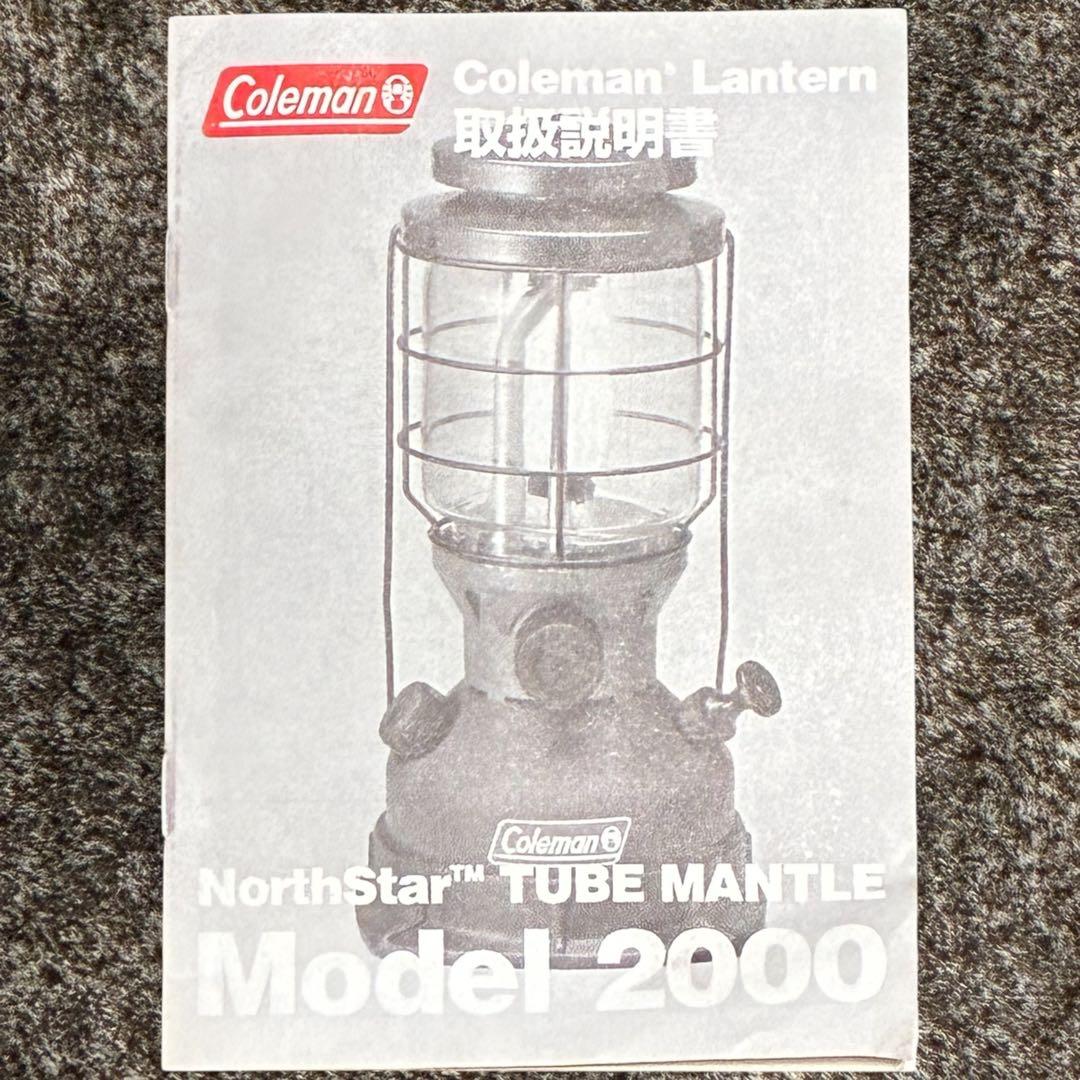 Coleman
Coleman® Lantern
取扱説明書
Coleman
NorthStar™ TUBE MANTLE
Model 2000